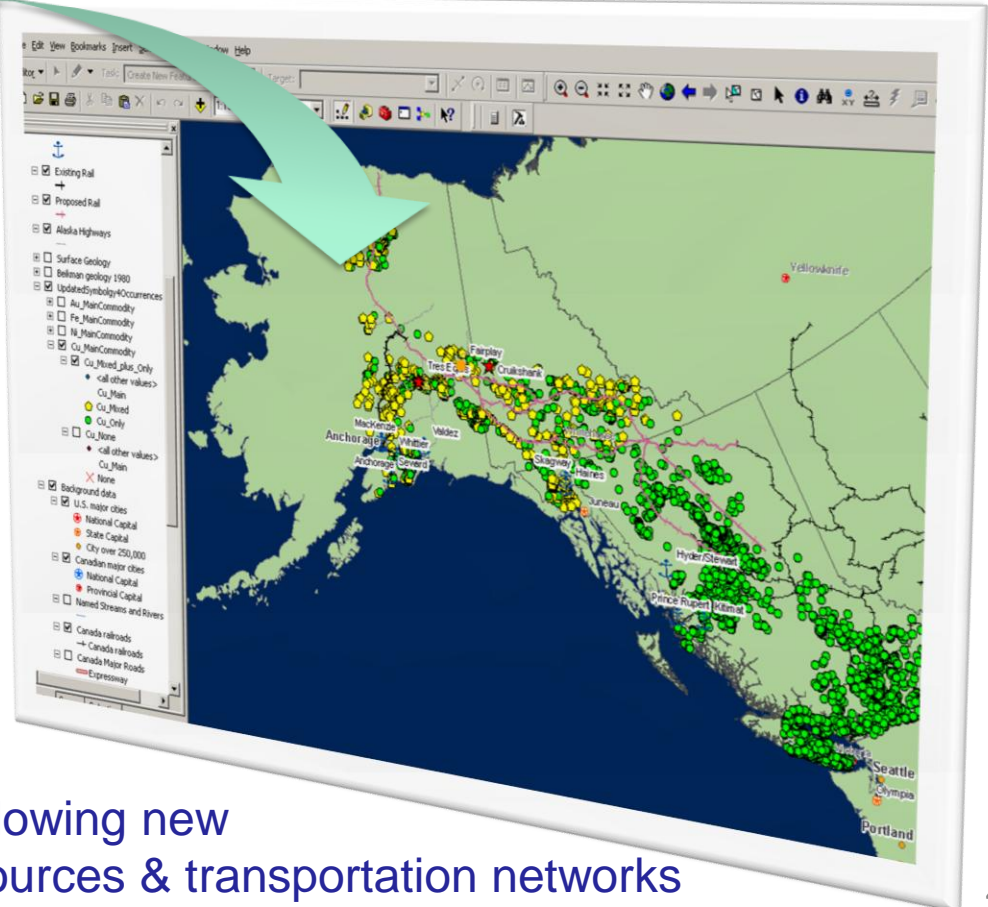 Edit View Bookmarks Insert
Help
Task: Create New
Target:
Existing Rail
Proposed Rail
Alaska Highways
Surface Geology
Beikman geology 1980
UpdatedSymbolgy4Occurrences
Au_MainCommodity
Fe_MainCommodity
Ni_MainCommodity
Cu_MainCommodity
Cu_Mixed_plus_Only
<all other values>
Cu_Main
Cu_Mixed
Cu_Only
Cu_None
<all other values>
Cu_Main
None
Background data
U.S. major cities
National Capital
State Capital
City over 250,000
Canadian major cities
National Capital
Provincial Capital
Named Streams and Rivers
Canada railroads
Canada railroads
Canada Major Roads
Expressway
Yellowknife
Fairplay
Cruikshank
MacKenzie
Valdez
Anchorage
Whittier
Anchorage
Seward
Skagway
Haines
Juneau
Hyder/Stewart
Prince Rupert
Kitimat
Seattle
Olympia
Portland
owing new
ources & transportation networks